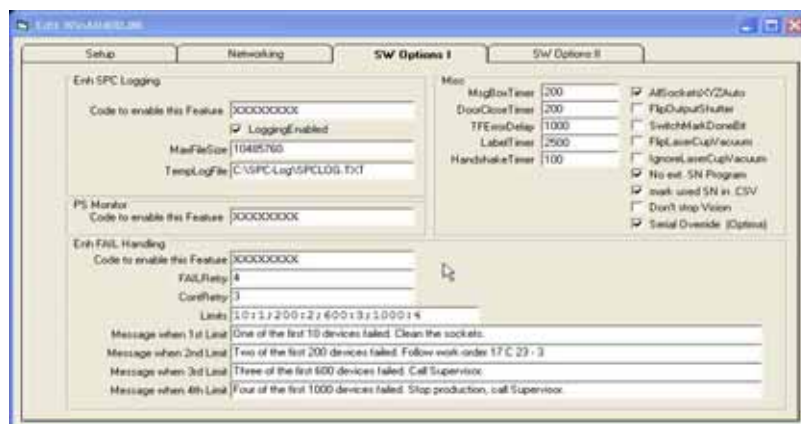 Edit WinAH400.INI
Setup
Networking
SW Options I
SW Options II
Enh SPC Logging
Code to enable this Feature XXXXXXXXX
LoggingEnabled
MaxFileSize 10485760
TempLogFile C:\SPC-Log\SPCLOG.TXT
PS Monitor
Code to enable this Feature XXXXXXXXX
Misc
MsgBoxTimer 200
DoorCloseTimer 200
TFErrorDelay 1000
LabelTimer 2500
HandshakeTimer 100
AllSocketsXYZAuto
FlipOutputShutter
SwitchMarkDoneBit
FlipLaserCupVacuum
IgnoreLaserCupVacuum
No ext. SN Program
mark used SN in .CSV
Don't stop Vision
Serial Override (Optima)
Enh FAIL Handling
Code to enable this Feature XXXXXXXXX
FAILRetry 4
ContRetry 3
Limits 10:1;200:2;600:3;1000:4
Message when 1st Limit One of the first 10 devices failed. Clean the sockets.
Message when 2nd Limit Two of the first 200 devices failed. Follow work-order 17 C 23 - 3
Message when 3rd Limit Three of the first 600 devices failed. Call Supervisor.
Message when 4th Limit Four of the first 1000 devices failed. Stop production, call Supervisor.